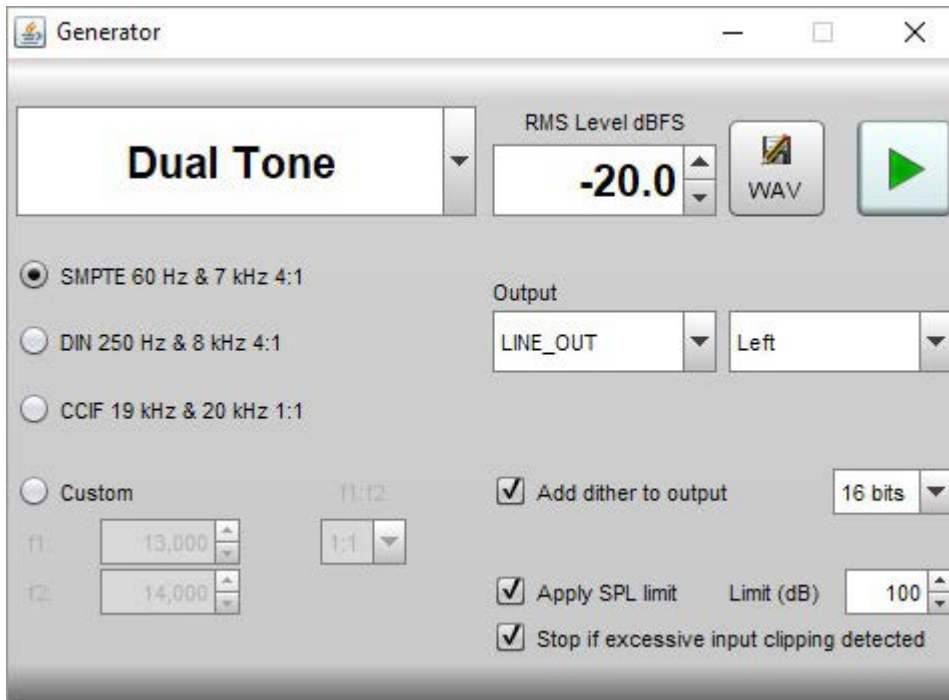 Generator
Dual Tone
RMS Level dBFS
-20.0
WAV
SMPTE 60 Hz & 7 kHz 4:1
DIN 250 Hz & 8 kHz 4:1
CCIF 19 kHz & 20 kHz 1:1
Output
LINE_OUT
Left
Custom
f1:f2
f1:
13,000
1:1
f2:
14,000
Add dither to output
16 bits
Apply SPL limit
Limit (dB)
100
Stop if excessive input clipping detected